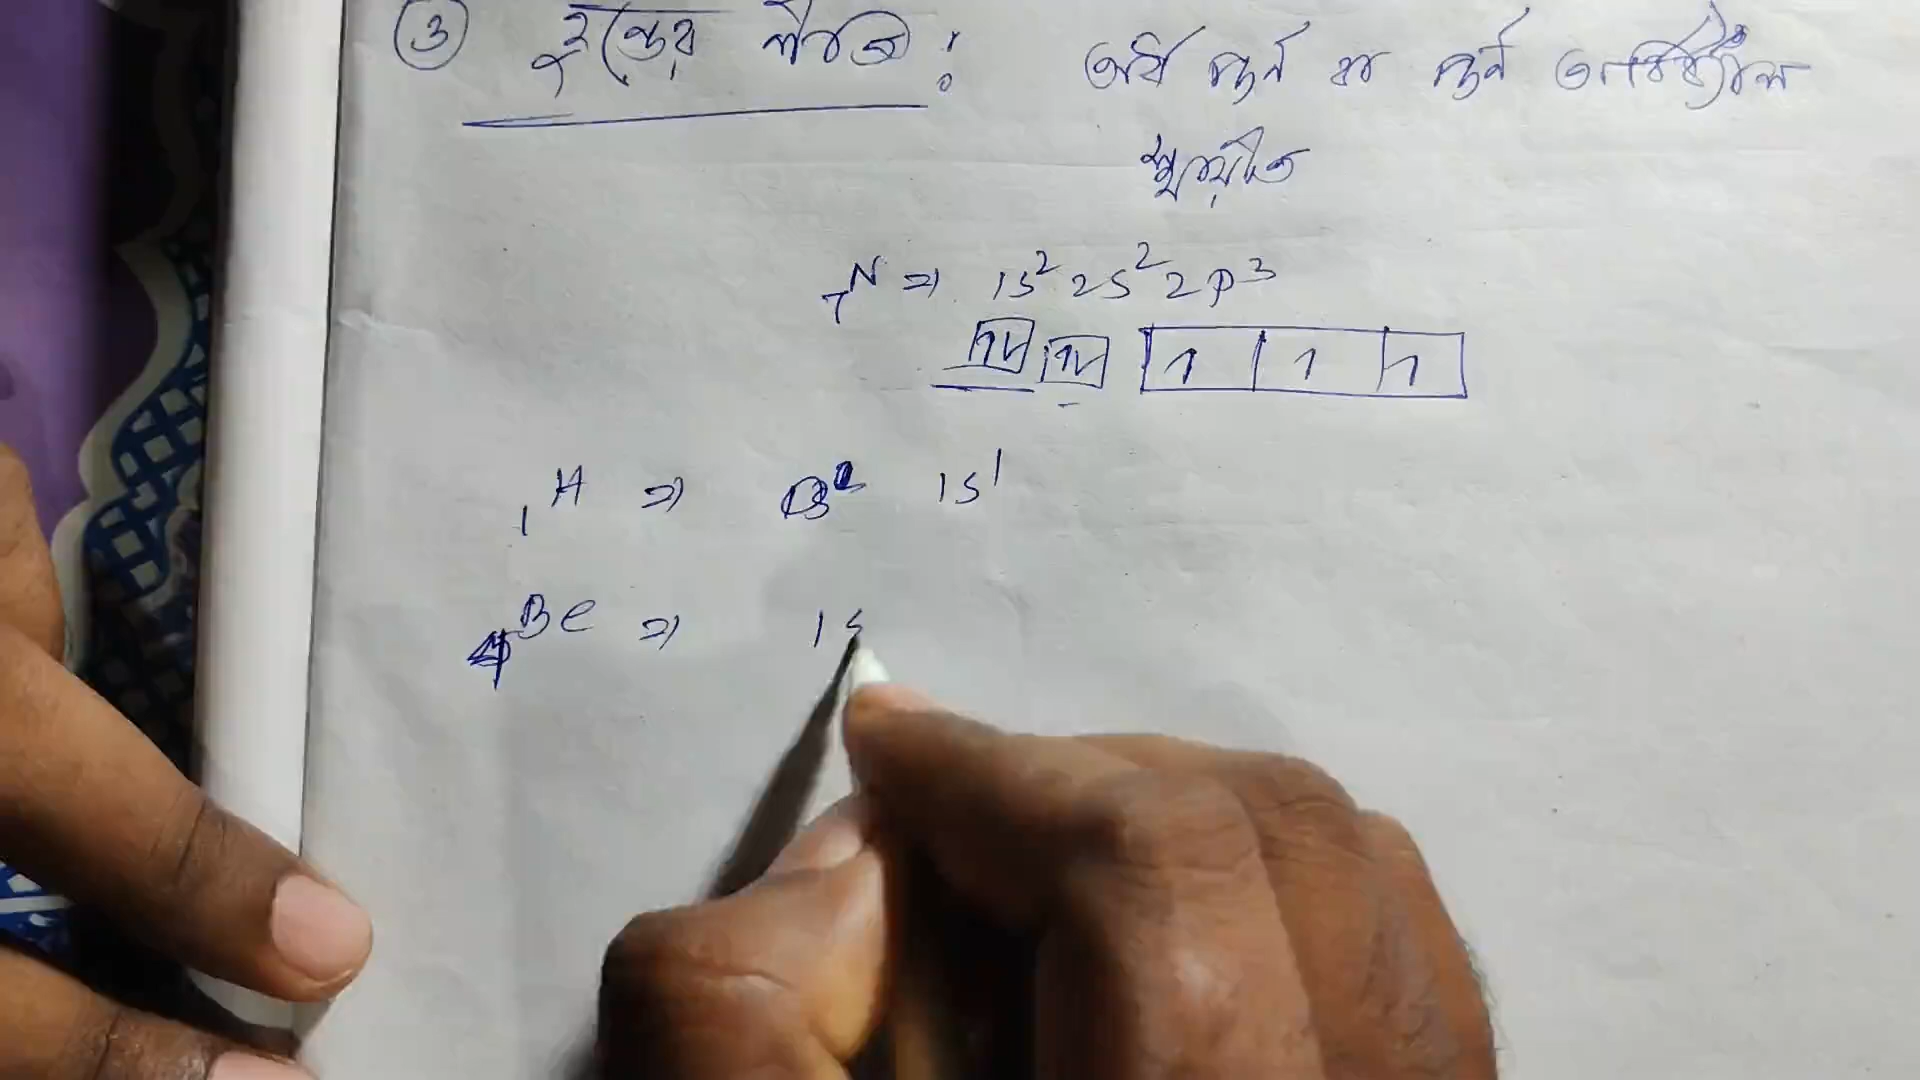 ③ হুন্ডের নীতি : অর্ধ পূর্ণ বা পূর্ণ অরবিটাল
স্থায়ী
₇N ⇒ 1s² 2s² 2p³
↿⇂ ↿⇂ ↿ ↿ ↿
₁H ⇒ 1s¹
₄Be ⇒ 1s